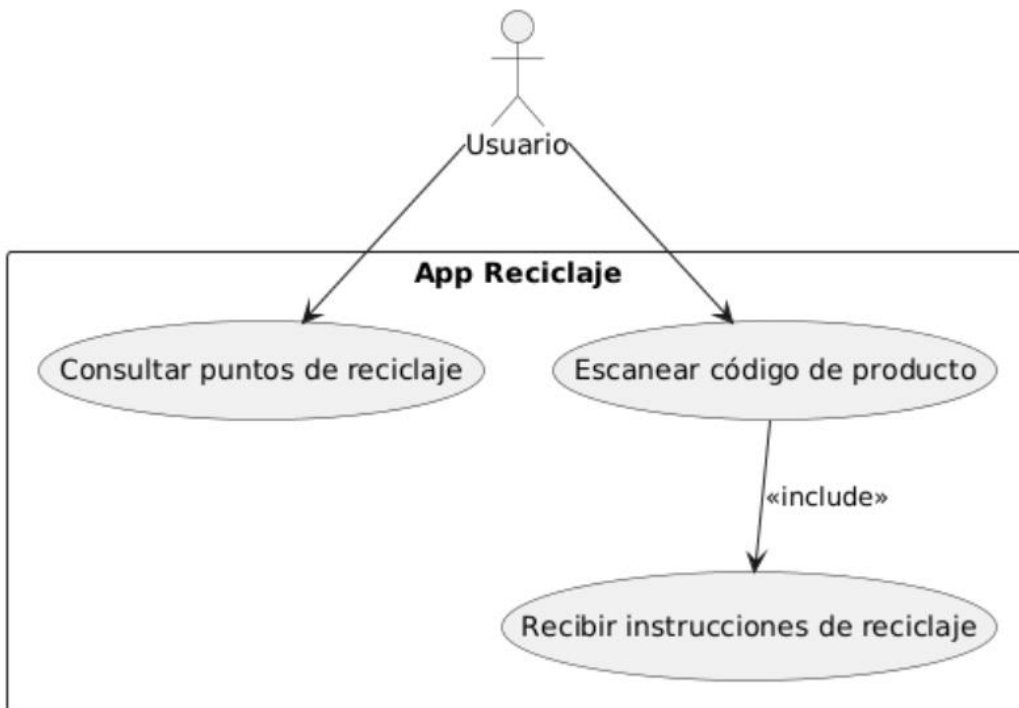 Usuario
App Reciclaje
Consultar puntos de reciclaje
Escanear código de producto
«include»
Recibir instrucciones de reciclaje